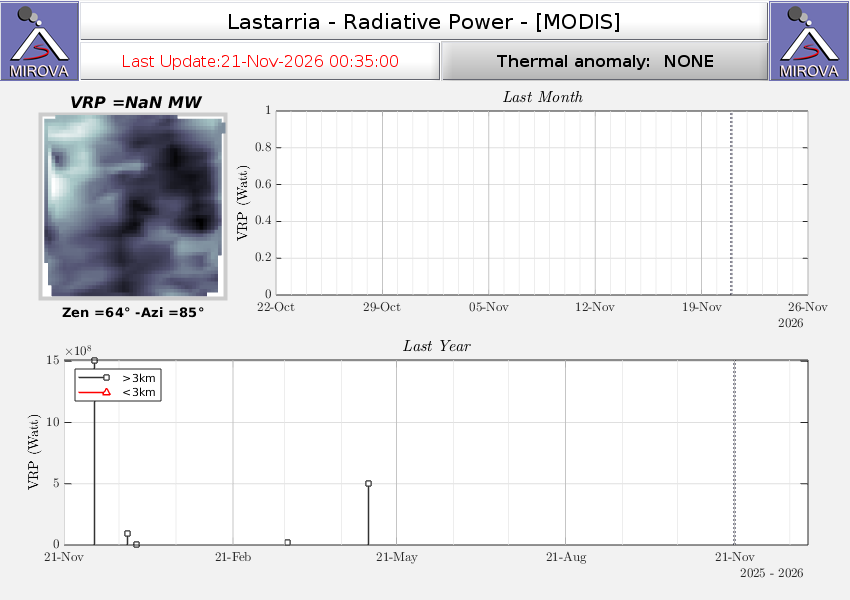 Lastarria - Radiative Power - [MODIS]
Last Update:21-Nov-2026 00:35:00
Thermal anomaly: NONE
MIROVA
MIROVA
VRP =NaN MW
Zen =64° -Azi =85°
Last Month
VRP (Watt)
1
0.8
0.6
0.4
0.2
0
22-Oct
29-Oct
05-Nov
12-Nov
19-Nov
26-Nov
2026
Last Year
×10⁸
VRP (Watt)
15
10
5
0
>3km
<3km
21-Nov
21-Feb
21-May
21-Aug
21-Nov
2025 - 2026